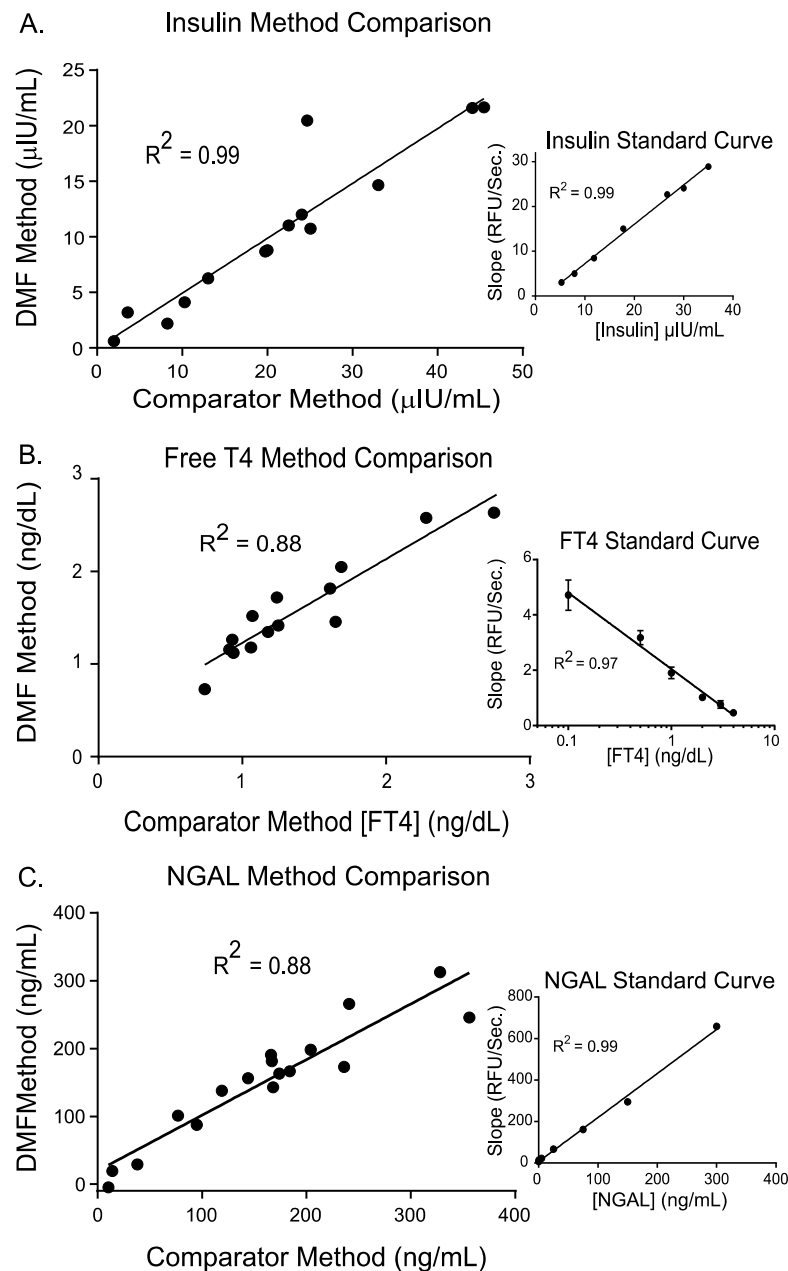 A.
Insulin Method Comparison
DMF Method (μIU/mL)
25
20
15
10
5
0
R² = 0.99
0 10 20 30 40 50
Comparator Method (μIU/mL)
Insulin Standard Curve
Slope (RFU/Sec.)
30
20
10
0
R² = 0.99
0 10 20 30 40
[Insulin] μIU/mL
B.
Free T4 Method Comparison
DMF Method (ng/dL)
3
2
1
0
R² = 0.88
0 1 2 3
Comparator Method [FT4] (ng/dL)
FT4 Standard Curve
Slope (RFU/Sec.)
6
4
2
0
R² = 0.97
0.1 1 10
[FT4] (ng/dL)
C.
NGAL Method Comparison
DMFMethod (ng/mL)
400
300
200
100
0
R² = 0.88
0 100 200 300 400
Comparator Method (ng/mL)
NGAL Standard Curve
Slope (RFU/Sec.)
800
600
400
200
0
R² = 0.99
0 100 200 300 400
[NGAL] (ng/mL)